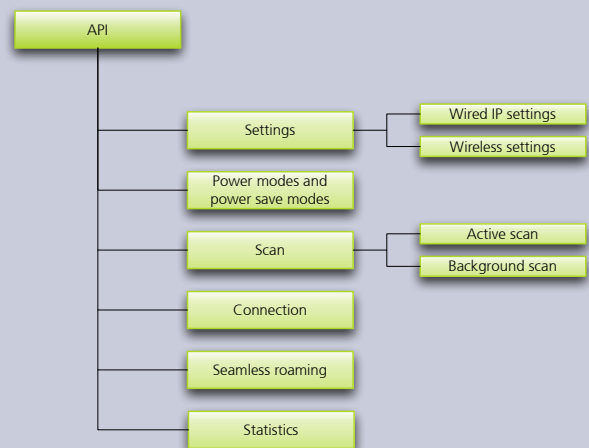 API
Settings
Wired IP settings
Wireless settings
Power modes and
power save modes
Scan
Active scan
Background scan
Connection
Seamless roaming
Statistics